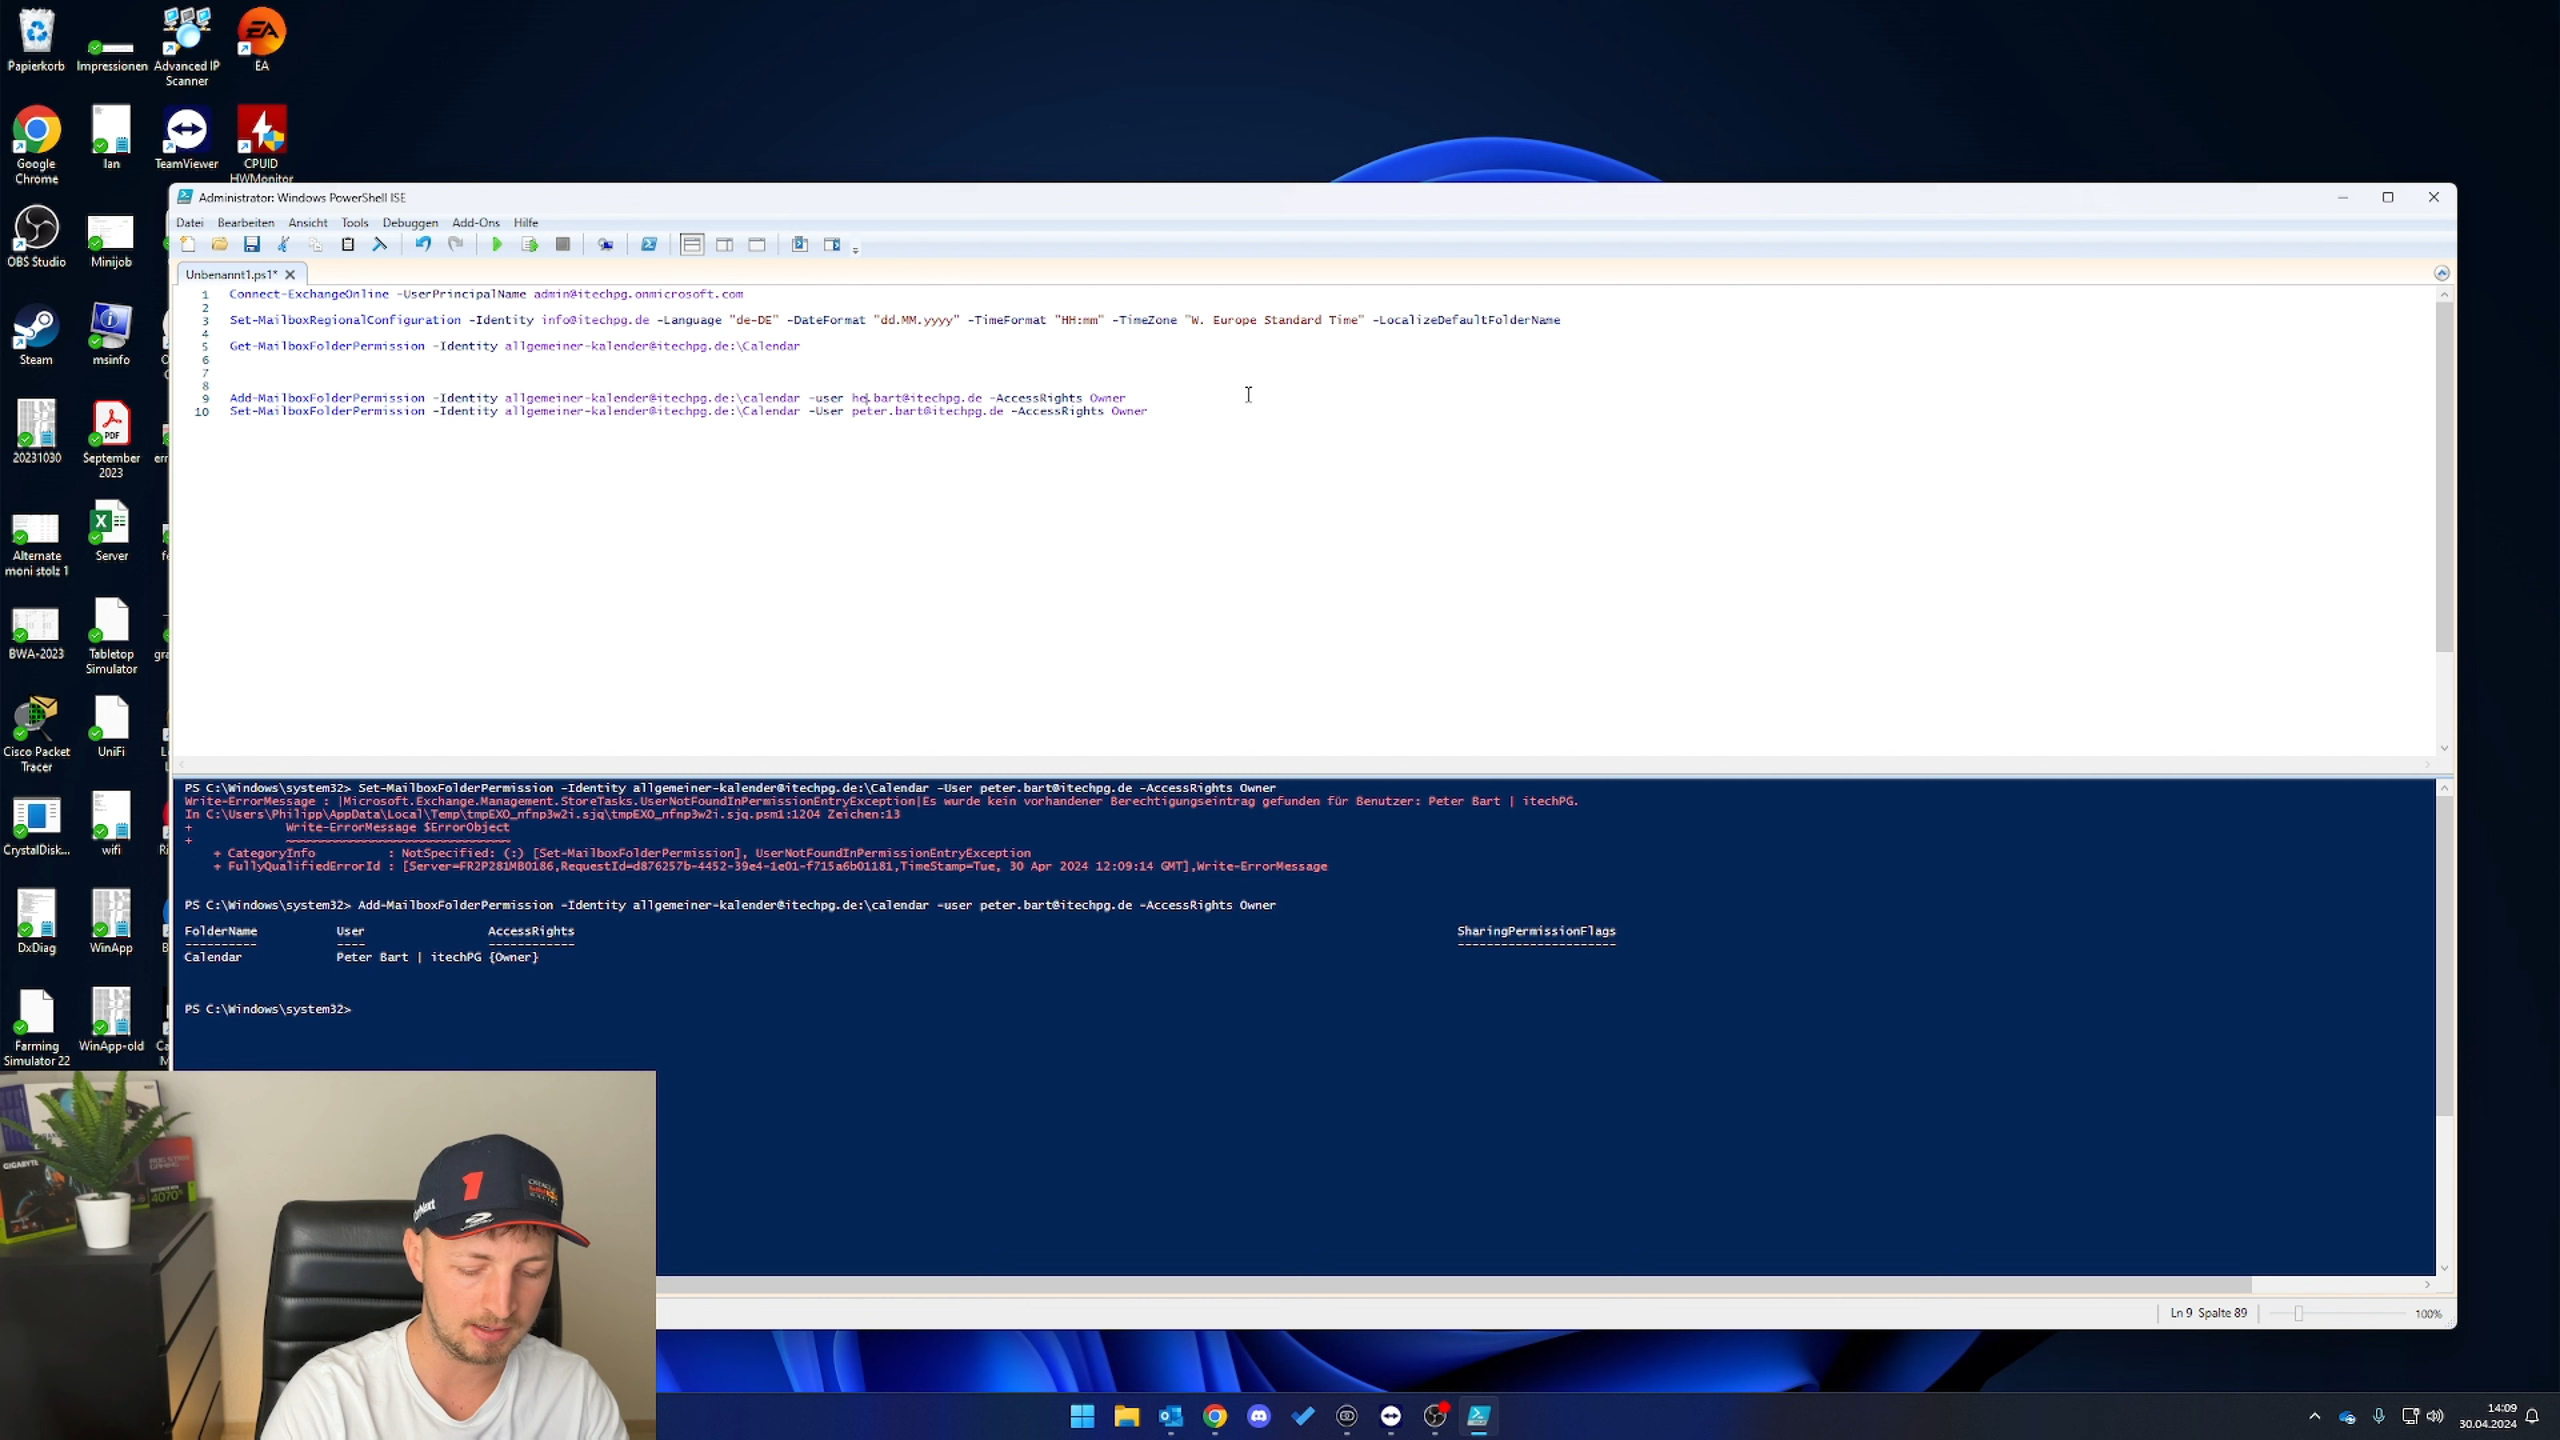 Papierkorb
Impressionen
Advanced IP Scanner
EA
Google Chrome
lan
TeamViewer
CPUID HWMonitor
OBS Studio
Minijob
Steam
msinfo
20231030
PDF
September 2023
Alternate moni stolz 1
Server
BWA-2023
Tabletop Simulator
Cisco Packet Tracer
UniFi
CrystalDisk...
wifi
DxDiag
WinApp
Farming Simulator 22
WinApp-old
Administrator: Windows PowerShell ISE
Datei Bearbeiten Ansicht Tools Debuggen Add-Ons Hilfe
Unbenannt1.ps1*
1 Connect-ExchangeOnline -UserPrincipalName admin@itechpg.onmicrosoft.com
2
3 Set-MailboxRegionalConfiguration -Identity info@itechpg.de -Language "de-DE" -DateFormat "dd.MM.yyyy" -TimeFormat "HH:mm" -TimeZone "W. Europe Standard Time" -LocalizeDefaultFolderName
4
5 Get-MailboxFolderPermission -Identity allgemeiner-kalender@itechpg.de:\Calendar
6
7
8
9 Add-MailboxFolderPermission -Identity allgemeiner-kalender@itechpg.de:\calendar -user he.bart@itechpg.de -AccessRights Owner
10 Set-MailboxFolderPermission -Identity allgemeiner-kalender@itechpg.de:\Calendar -User peter.bart@itechpg.de -AccessRights Owner
PS C:\Windows\system32> Set-MailboxFolderPermission -Identity allgemeiner-kalender@itechpg.de:\Calendar -User peter.bart@itechpg.de -AccessRights Owner
Write-ErrorMessage : |Microsoft.Exchange.Management.StoreTasks.UserNotFoundInPermissionEntryException|Es wurde kein vorhandener Berechtigungseintrag gefunden für Benutzer: Peter Bart | itechPG.
In C:\Users\Philipp\AppData\Local\Temp\tmpEXO_nfnp3w2i.sjq\tmpEXO_nfnp3w2i.sjq.psm1:1204 Zeichen:13
+ Write-ErrorMessage $ErrorObject
+ ~~~~~~~~~~~~~~~~~~~~~~~~~~~~~~~
+ CategoryInfo : NotSpecified: (:) [Set-MailboxFolderPermission], UserNotFoundInPermissionEntryException
+ FullyQualifiedErrorId : [Server=FR2P281MB0186,RequestId=d876257b-4452-39e4-1e01-f715a6b01181,TimeStamp=Tue, 30 Apr 2024 12:09:14 GMT],Write-ErrorMessage
PS C:\Windows\system32> Add-MailboxFolderPermission -Identity allgemeiner-kalender@itechpg.de:\calendar -user peter.bart@itechpg.de -AccessRights Owner
FolderName User AccessRights SharingPermissionFlags
---------- ---- ------------ ----------------------
Calendar Peter Bart | itechPG {Owner}
PS C:\Windows\system32>
GIGABYTE
4070
1
ORACLE
Ln 9 Spalte 89
100%
14:09
30.04.2024